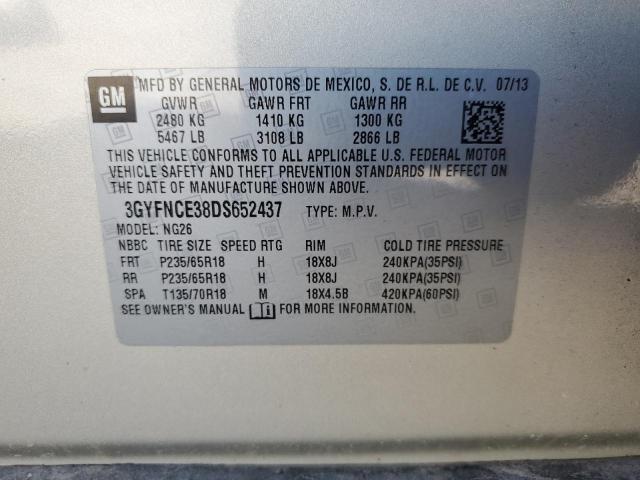 GM MFD BY GENERAL MOTORS DE MEXICO, S. DE R.L. DE C.V. 07/13
GVWR GAWR FRT GAWR RR
2480 KG 1410 KG 1300 KG
5467 LB 3108 LB 2866 LB
THIS VEHICLE CONFORMS TO ALL APPLICABLE U.S. FEDERAL MOTOR
VEHICLE SAFETY AND THEFT PREVENTION STANDARDS IN EFFECT ON
THE DATE OF MANUFACTURE SHOWN ABOVE.
3GYFNCE38DS652437 TYPE: M.P.V.
MODEL: NG26
NBBC TIRE SIZE SPEED RTG RIM COLD TIRE PRESSURE
FRT P235/65R18 H 18X8J 240KPA(35PSI)
RR P235/65R18 H 18X8J 240KPA(35PSI)
SPA T135/70R18 M 18X4.5B 420KPA(60PSI)
SEE OWNER'S MANUAL FOR MORE INFORMATION.